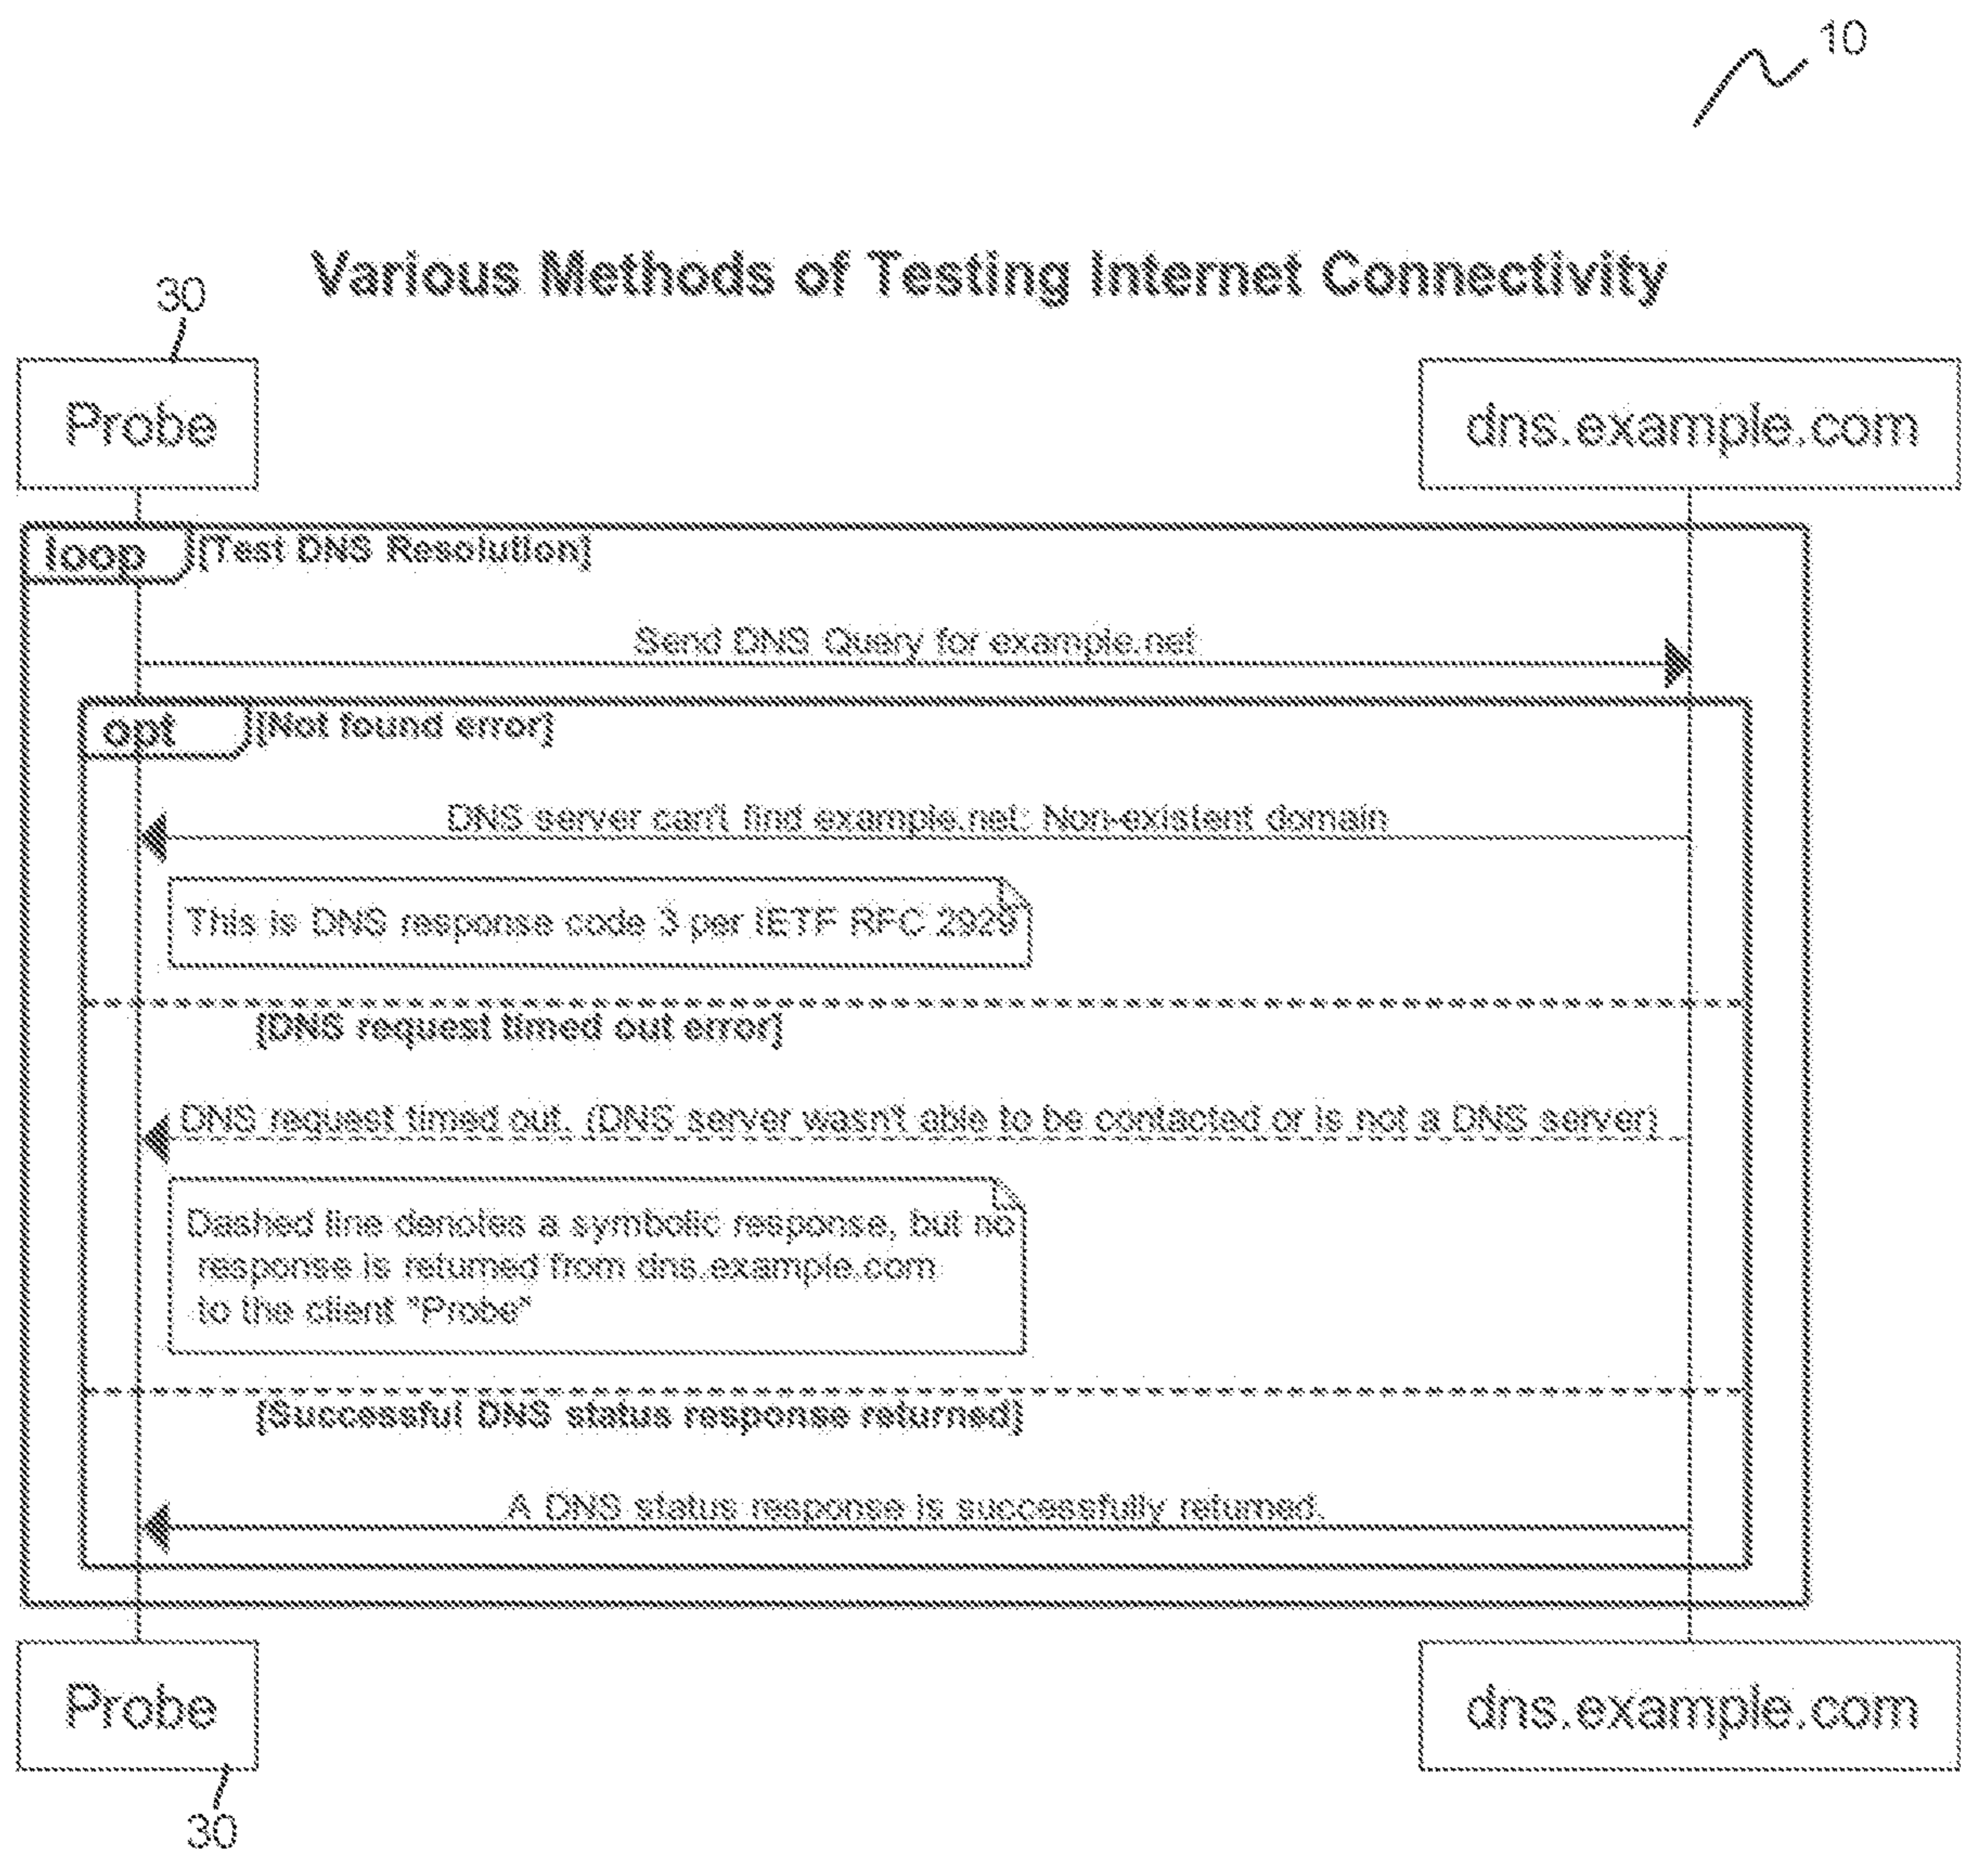 10
Various Methods of Testing Internet Connectivity
30
Probe
dns.example.com
loop
[Test DNS Resolution]
Send DNS Query for example.net
opt
[Not found error]
DNS server can't find example.net: Non-existent domain
This is DNS response code 3 per IETF RFC 2929
[DNS request timed out error]
DNS request timed out. (DNS server wasn't able to be contacted or is not a DNS server)
Dashed line denotes a symbolic response, but no
response is returned from dns.example.com
to the client "Probe"
[Successful DNS status response returned]
A DNS status response is successfully returned.
Probe
dns.example.com
30